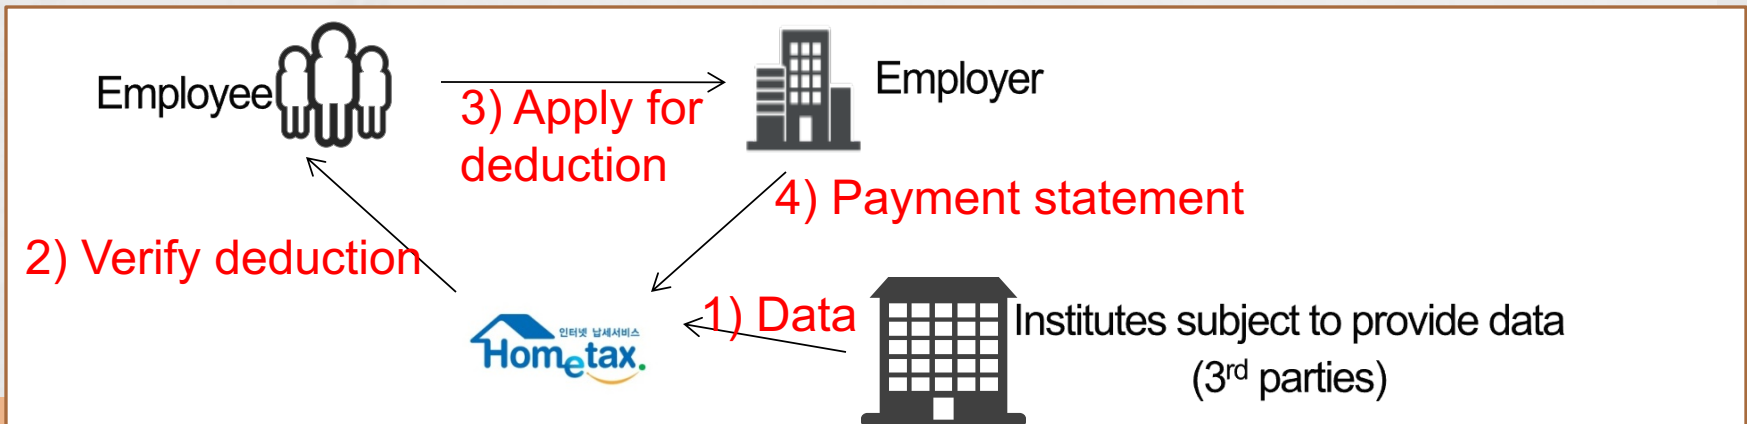 Employee
Employer
3) Apply for
deduction
4) Payment statement
2) Verify deduction
1) Data
인터넷 납세서비스
Hometax.
Institutes subject to provide data
(3rd parties)